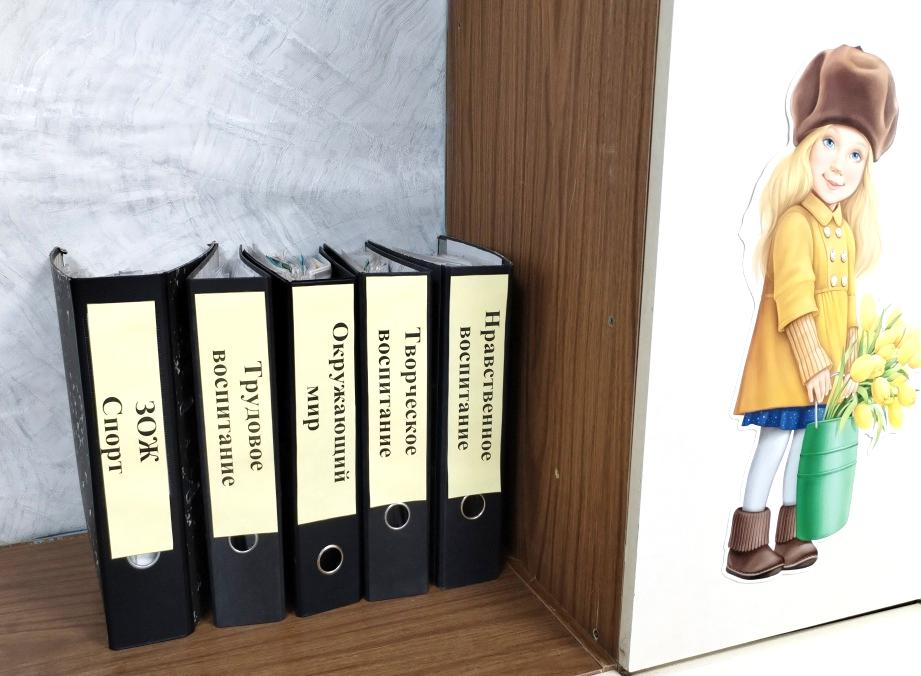 ЗОЖ
Спорт
Трудовое
воспитание
Окружающий
мир
Творческое
воспитание
Нравственное
воспитание